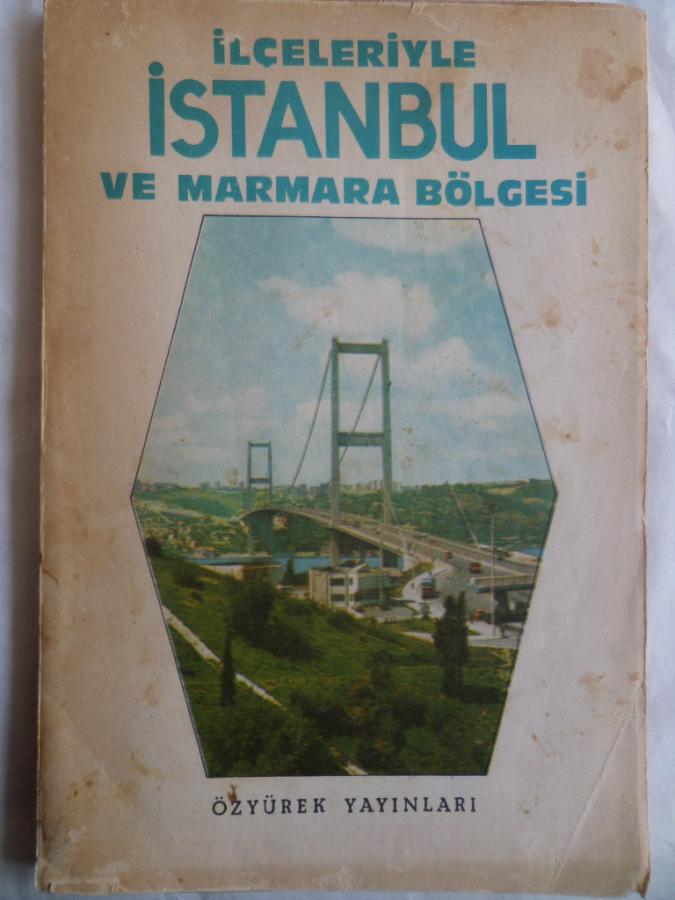 İLÇELERİYLE
İSTANBUL
VE MARMARA BÖLGESİ
ÖZYÜREK YAYINLARI